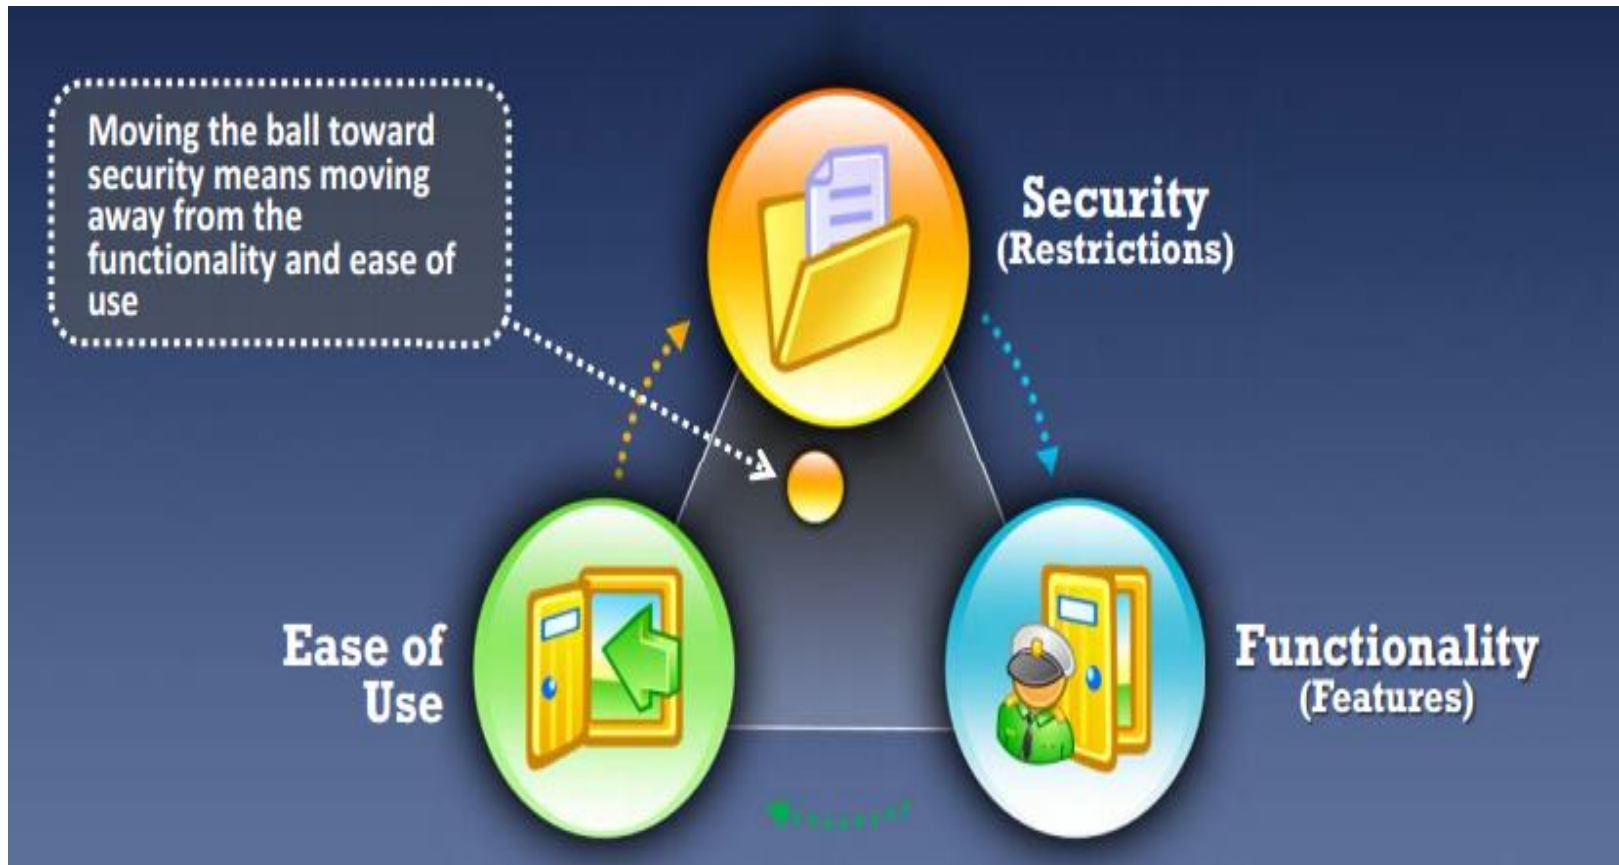 Moving the ball toward
security means moving
away from the
functionality and ease of
use
Security
(Restrictions)
Ease of
Use
Functionality
(Features)